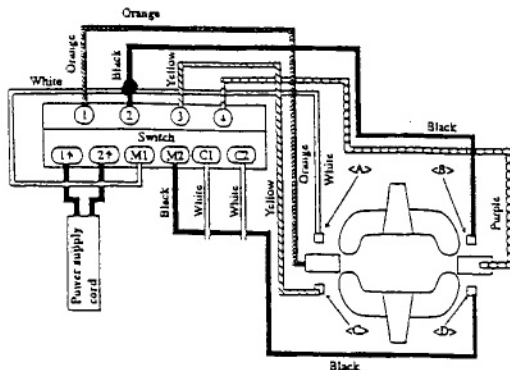 Orange
Orange
White
Black
Yellow
1
2
3
4
Switch
1↑
2↑
M1
M2
C1
C2
Power supply
cord
Black
White
White
Yellow
Orange
White
Black
Purple
<A>
<B>
<C>
<D>
Black